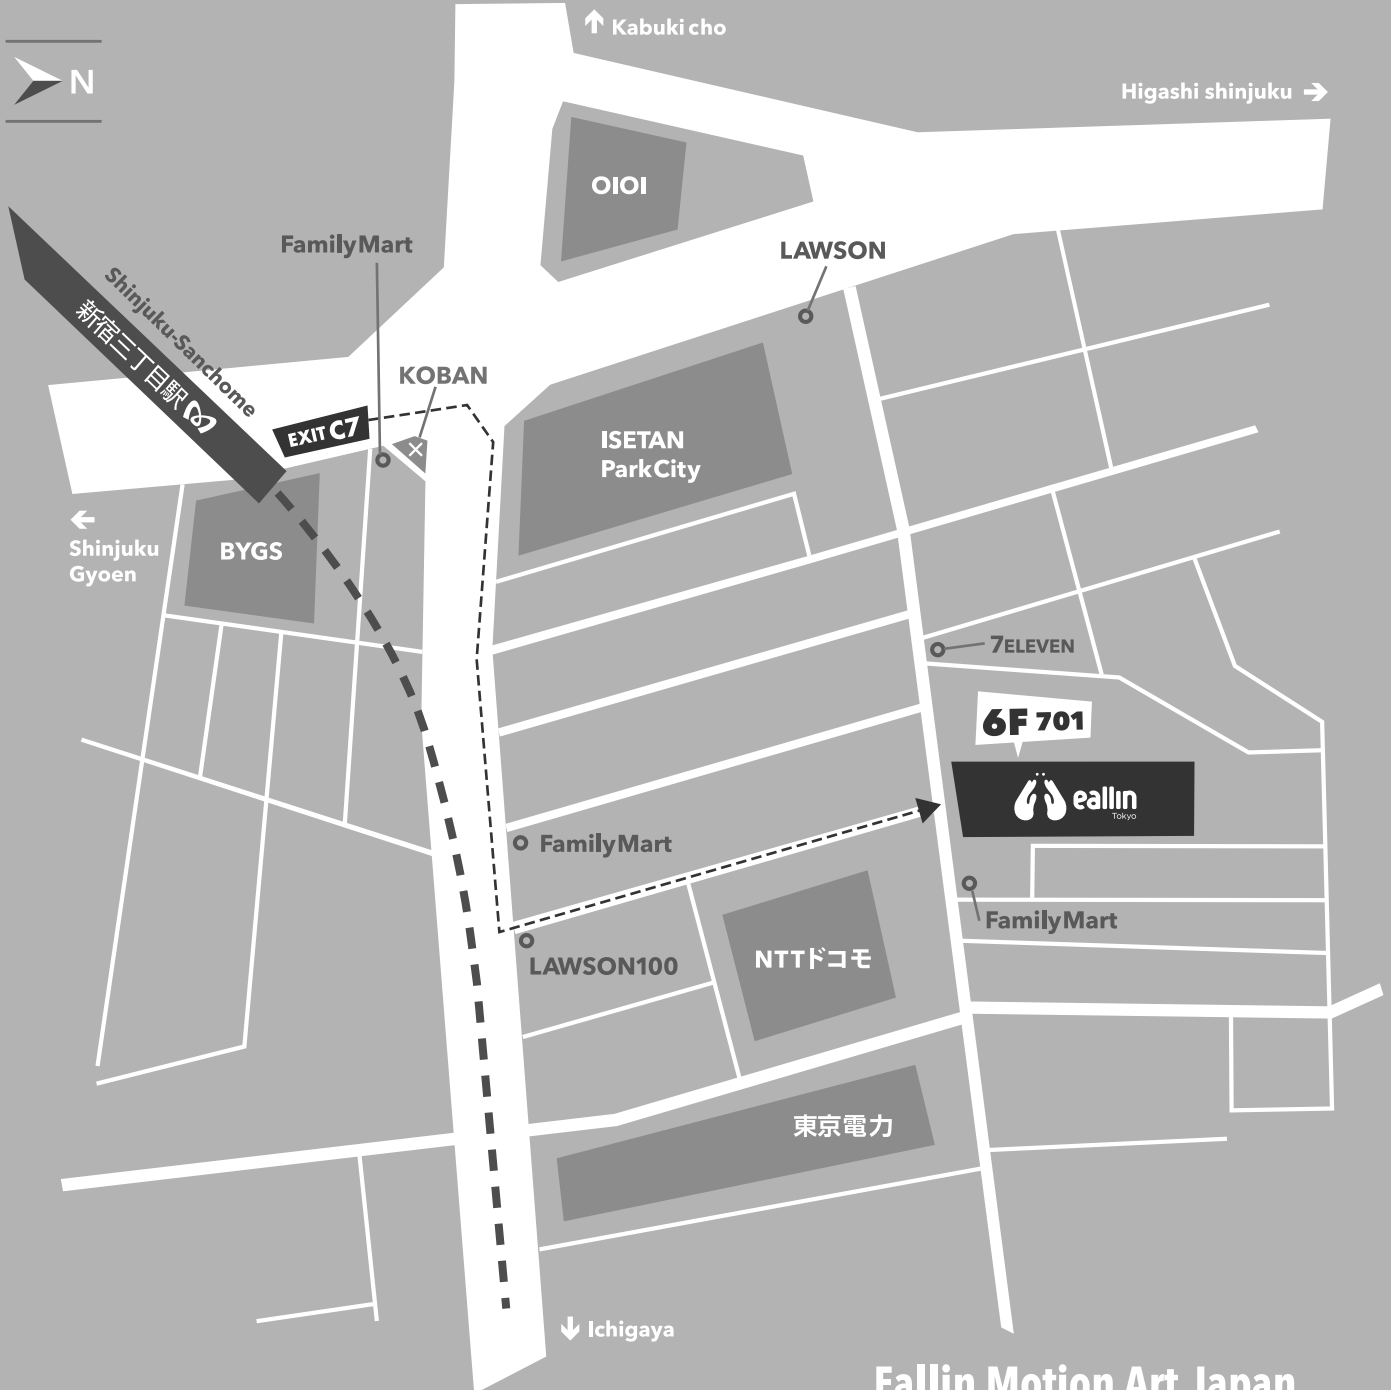 Kabuki cho
N
Higashi shinjuku
OIOI
FamilyMart
LAWSON
Shinjuku-Sanchome
新宿三丁目駅
KOBAN
EXIT C7
ISETAN
ParkCity
Shinjuku
Gyoen
BYGS
7ELEVEN
6F 701
eallin
Tokyo
FamilyMart
FamilyMart
NTTドコモ
LAWSON100
東京電力
Ichigaya
Eallin Motion Art Japan